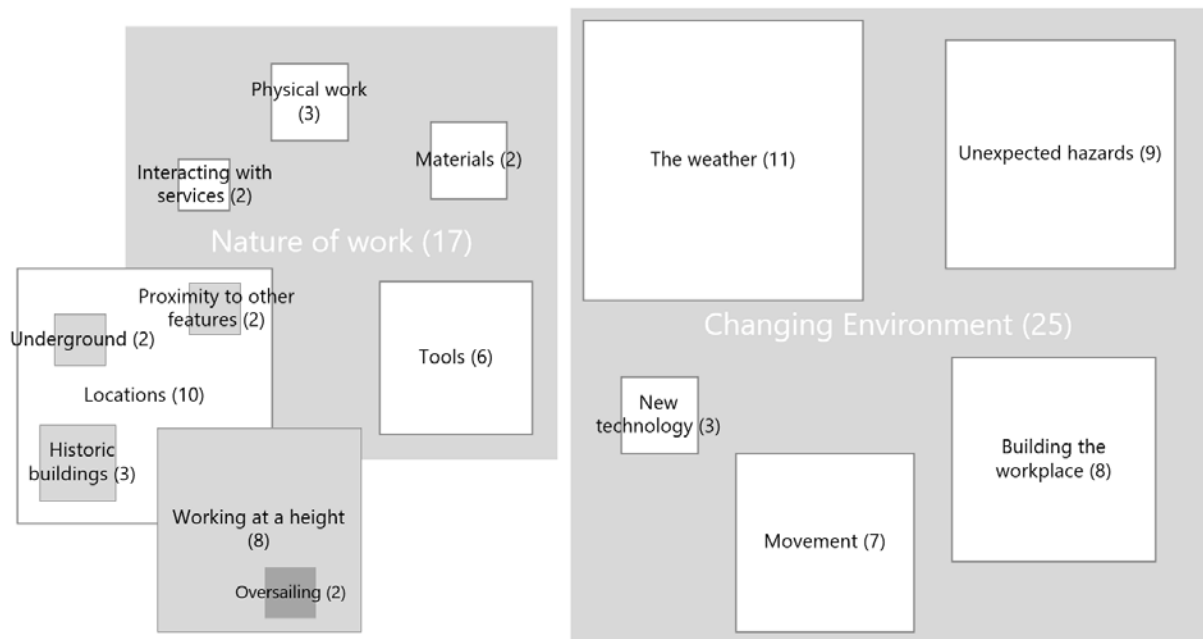 Physical work
(3)
Materials (2)
Interacting with
services (2)
Nature of work (17)
Proximity to other
features (2)
Underground (2)
Locations (10)
Tools (6)
Historic
buildings (3)
Working at a height
(8)
Oversailing (2)
The weather (11)
Unexpected hazards (9)
Changing Environment (25)
New
technology (3)
Building the
workplace (8)
Movement (7)